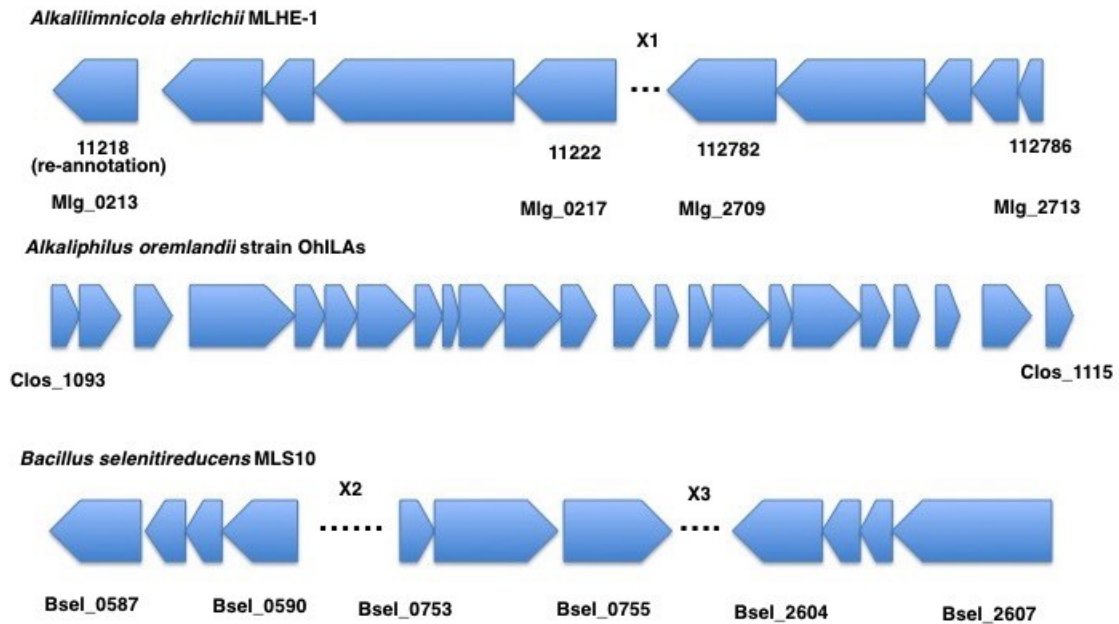 Alkalilimnicola ehrlichii MLHE-1
X1
11218
(re-annotation)
11222
112782
112786
Mlg_0213
Mlg_0217
Mlg_2709
Mlg_2713
Alkaliphilus oremlandii strain OhILAs
Clos_1093
Clos_1115
Bacillus selenitireducens MLS10
X2
X3
Bsel_0587
Bsel_0590
Bsel_0753
Bsel_0755
Bsel_2604
Bsel_2607